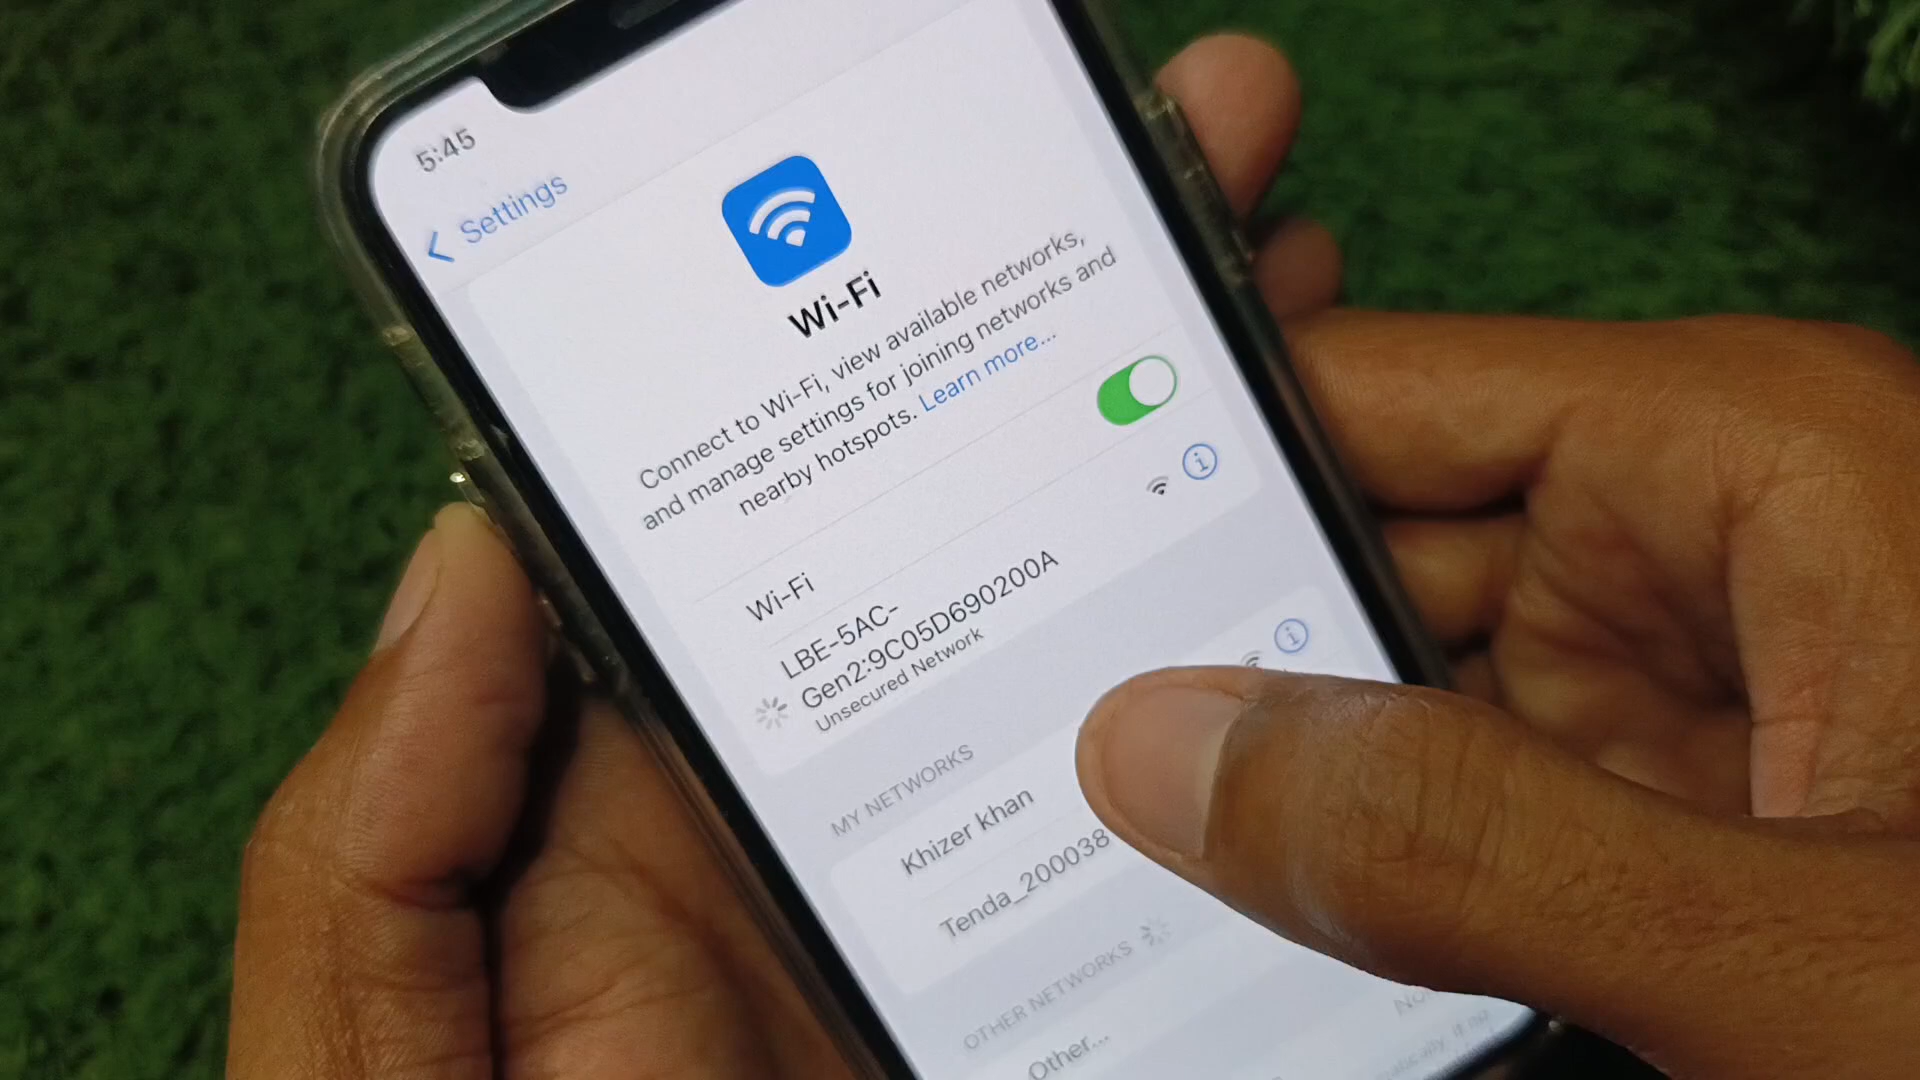 5:45
Settings
Wi-Fi
Connect to Wi-Fi, view available networks,
and manage settings for joining networks and
nearby hotspots. Learn more...
Wi-Fi
LBE-5AC-
Gen2:9C05D690200A
Unsecured Network
MY NETWORKS
Khizer khan
Tenda_200038
OTHER NETWORKS
Other...